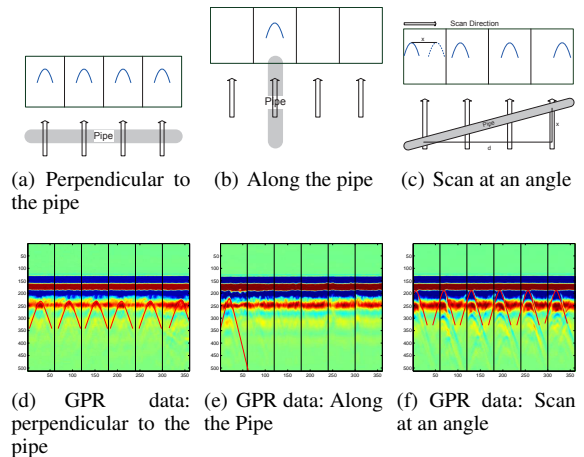 Pipe
(a) Perpendicular to
the pipe
Pipe
(b) Along the pipe
Scan Direction
x
Pipe
x
d
(c) Scan at an angle
50
100
150
200
250
300
350
400
450
500
50 100 150 200 250 300 350
(d) GPR data:
perpendicular to the
pipe
50
100
150
200
250
300
350
400
450
500
50 100 150 200 250 300 350
(e) GPR data: Along
the Pipe
50
100
150
200
250
300
350
400
450
500
50 100 150 200 250 300 350
(f) GPR data: Scan
at an angle